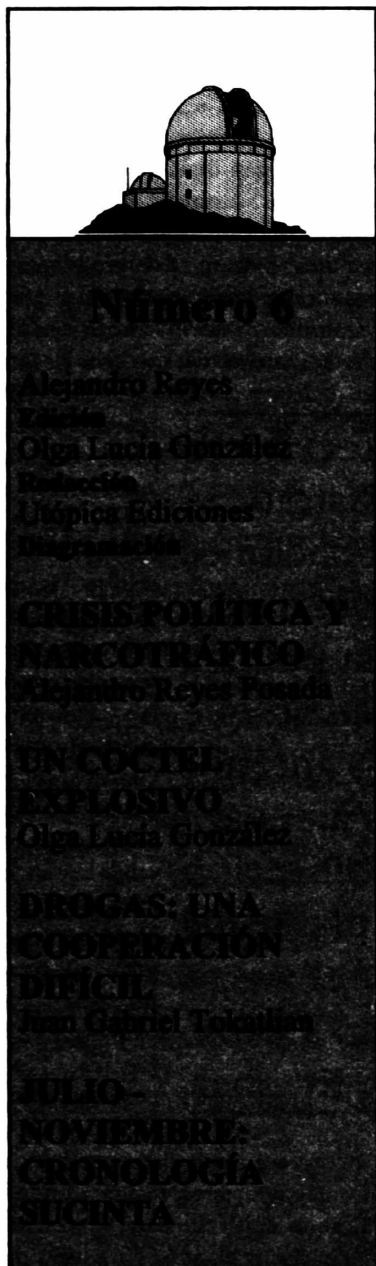 Número 6
Alejandro Reyes
Edición
Olga Lucía González
Redacción
Utópica Ediciones
Diagramación
CRISIS POLÍTICA Y
NARCOTRÁFICO
Alejandro Reyes Posada
UN COCTEL
EXPLOSIVO
Olga Lucía González
DROGAS: UNA
COOPERACIÓN
DIFÍCIL
Juan Gabriel Tokatlian
JULIO–
NOVIEMBRE:
CRONOLOGÍA
SUCINTA